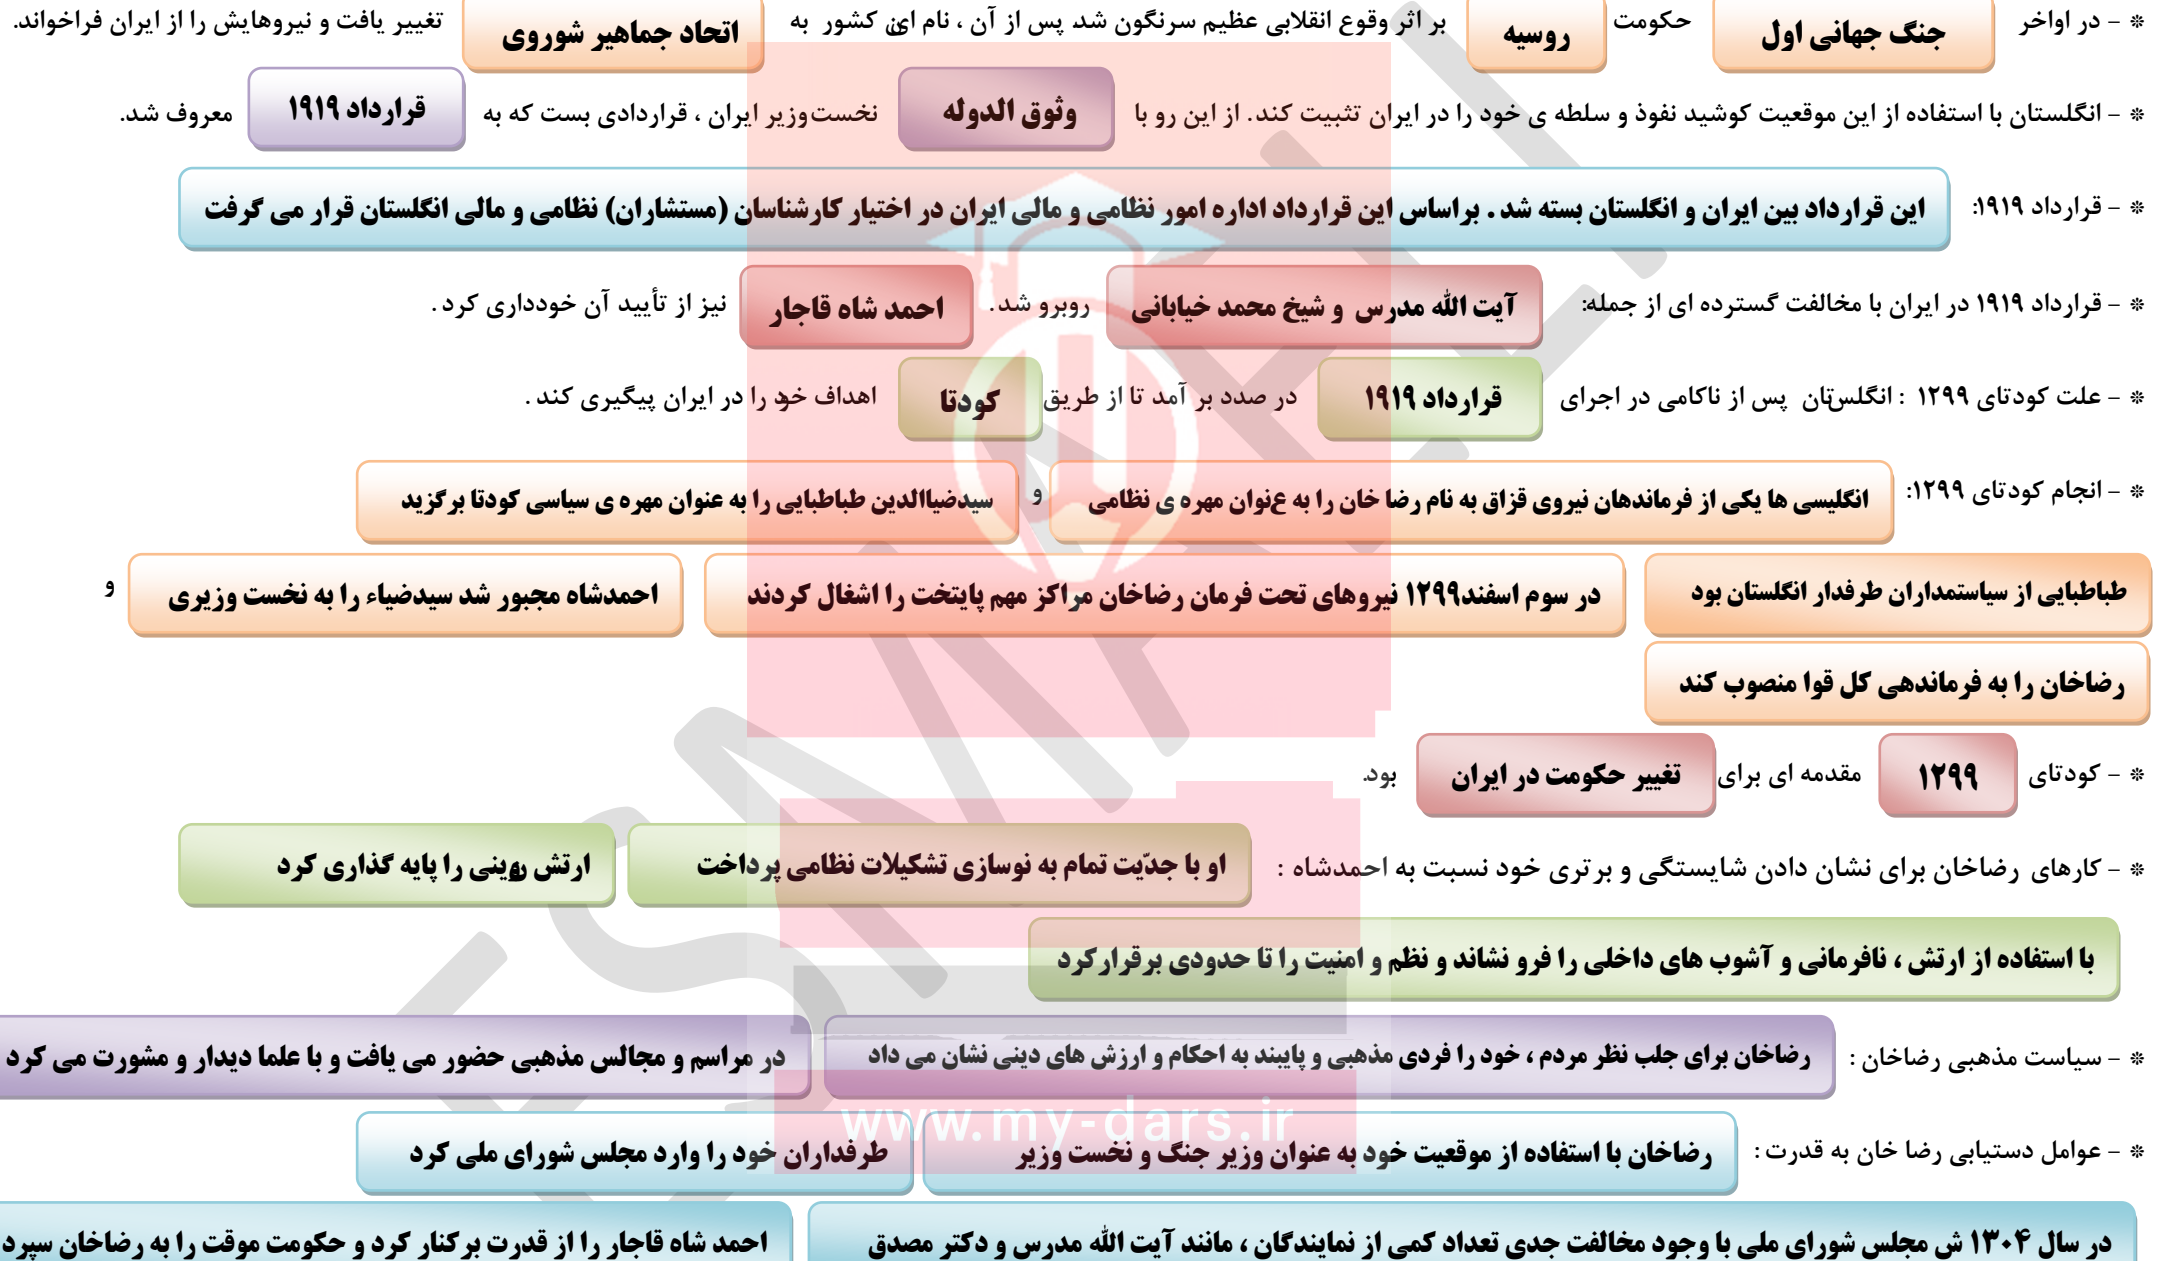 * - در اواخر جنگ جهانی اول حکومت روسیه بر اثر وقوع انقلابی عظیم سرنگون شد. پس از آن ، نام این کشور به اتحاد جماهیر شوروی تغییر یافت و نیروهایش را از ایران فراخواند.
* - انگلستان با استفاده از این موقعیت کوشید نفوذ و سلطه ی خود را در ایران تثبیت کند. از این رو با وثوق الدوله نخست‌وزیر ایران ، قراردادی بست که به قرارداد ۱۹۱۹ معروف شد.
* - قرارداد ۱۹۱۹: این قرارداد بین ایران و انگلستان بسته شد . براساس این قرارداد اداره امور نظامی و مالی ایران در اختیار کارشناسان (مستشاران) نظامی و مالی انگلستان قرار می گرفت
* - قرارداد ۱۹۱۹ در ایران با مخالفت گسترده ای از جمله: آیت الله مدرس و شیخ محمد خیابانی روبرو شد. احمد شاه قاجار نیز از تأیید آن خودداری کرد .
* - علت کودتای ۱۲۹۹ : انگلستان پس از ناکامی در اجرای قرارداد ۱۹۱۹ در صدد بر آمد تا از طریق کودتا اهداف خود را در ایران پیگیری کند .
* - انجام کودتای ۱۲۹۹: انگلیسی ها یکی از فرماندهان نیروی قزاق به نام رضا خان را به عنوان مهره ی نظامی و سیدضیاالدین طباطبایی را به عنوان مهره ی سیاسی کودتا برگزید
طباطبایی از سیاستمداران طرفدار انگلستان بود در سوم اسفند۱۲۹۹ نیروهای تحت فرمان رضاخان مراکز مهم پایتخت را اشغال کردند احمدشاه مجبور شد سیدضیاء را به نخست وزیری و
رضاخان را به فرماندهی کل قوا منصوب کند
* - کودتای ۱۲۹۹ مقدمه ای برای تغییر حکومت در ایران بود.
* - کارهای رضاخان برای نشان دادن شایستگی و برتری خود نسبت به احمدشاه : او با جدیّت تمام به نوسازی تشکیلات نظامی پرداخت ارتش نوینی را پایه گذاری کرد
با استفاده از ارتش ، نافرمانی و آشوب های داخلی را فرو نشاند و نظم و امنیت را تا حدودی برقرار کرد
* - سیاست مذهبی رضاخان : رضاخان برای جلب نظر مردم ، خود را فردی مذهبی و پایبند به احکام و ارزش های دینی نشان می داد در مراسم و مجالس مذهبی حضور می یافت و با علما دیدار و مشورت می کرد
www.my-dars.ir
* - عوامل دستیابی رضا خان به قدرت : رضاخان با استفاده از موقعیت خود به عنوان وزیر جنگ و نخست وزیر طرفداران خود را وارد مجلس شورای ملی کرد
در سال ۱۳۰۴ ش مجلس شورای ملی با وجود مخالفت جدی تعداد کمی از نمایندگان ، مانند آیت الله مدرس و دکتر مصدق احمد شاه قاجار را از قدرت برکنار کرد و حکومت موقت را به رضاخان سپرد